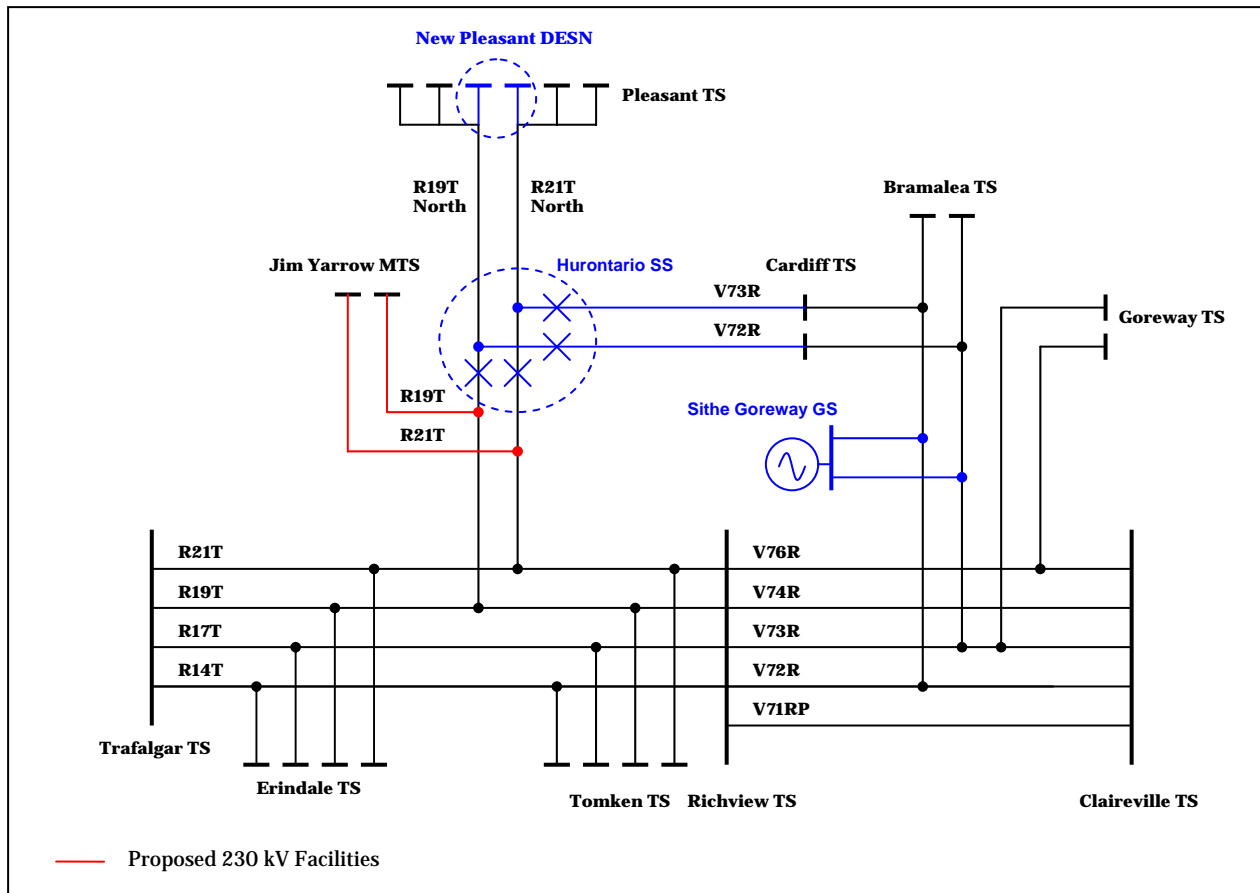 New Pleasant DESN
Pleasant TS
R19T
North
R21T
North
Bramalea TS
Jim Yarrow MTS
Hurontario SS
Cardiff TS
V73R
Goreway TS
V72R
R19T
Sithe Goreway GS
R21T
R21T
V76R
R19T
V74R
R17T
V73R
R14T
V72R
V71RP
Trafalgar TS
Erindale TS
Tomken TS
Richview TS
Claireville TS
Proposed 230 kV Facilities